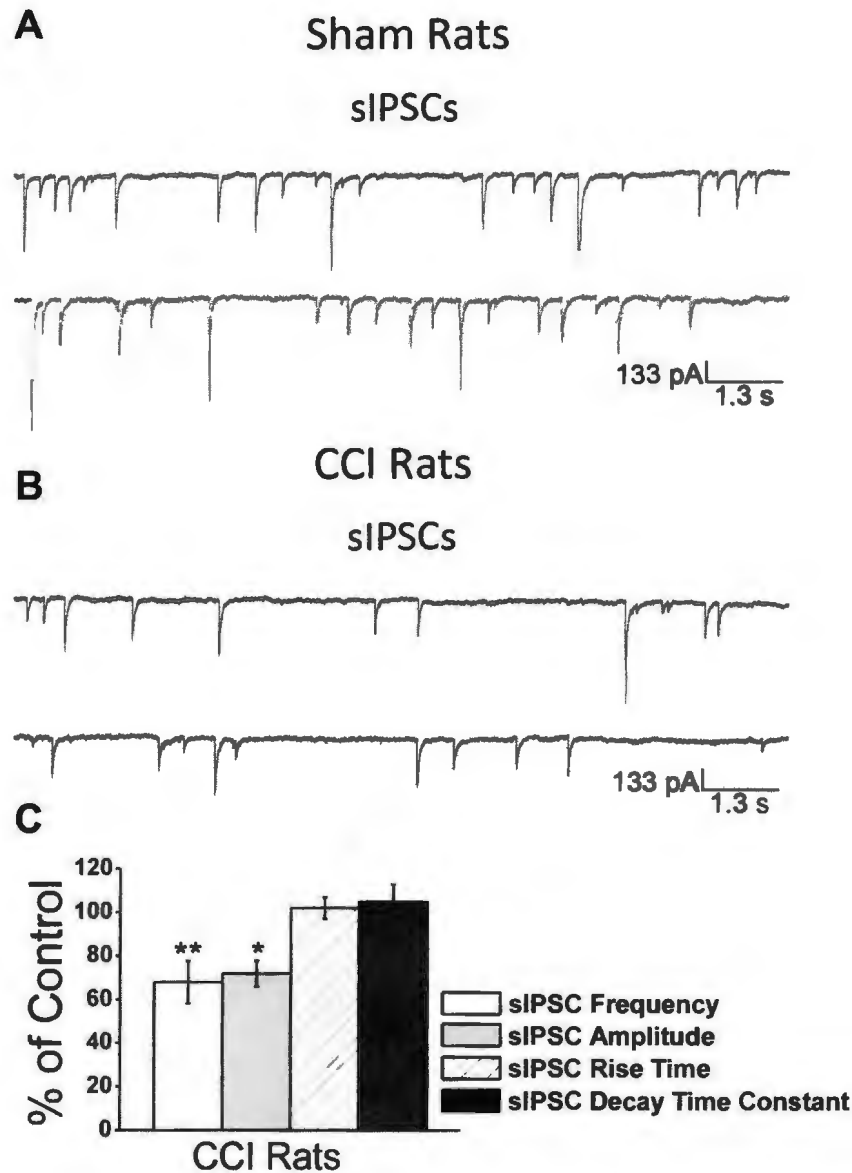 A
Sham Rats
sIPSCs
133 pA
1.3 s
B
CCI Rats
sIPSCs
133 pA
1.3 s
C
% of Control
120
100
80
60
40
20
0
**
*
CCI Rats
sIPSC Frequency
sIPSC Amplitude
sIPSC Rise Time
sIPSC Decay Time Constant